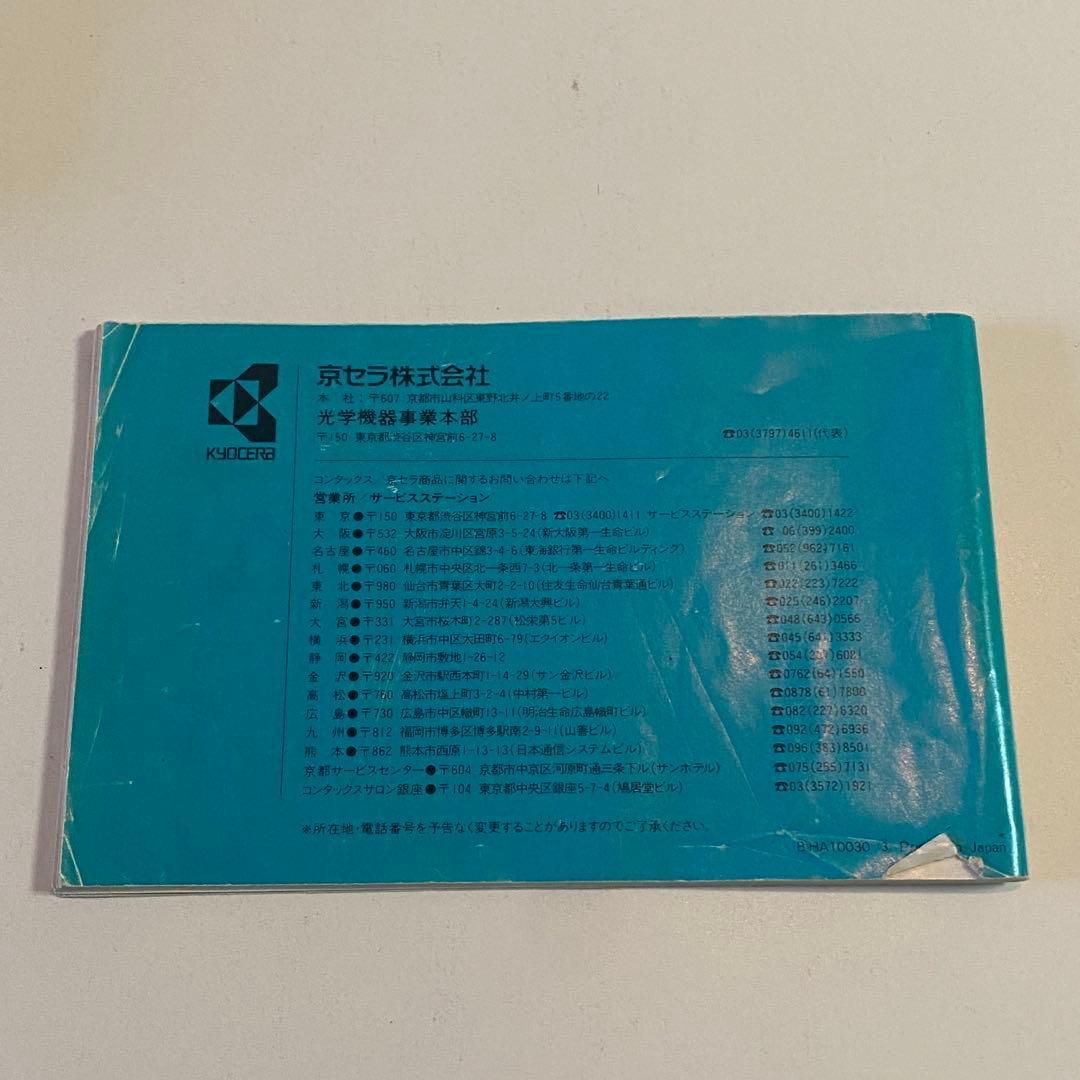 KYOCERA
京セラ株式会社
本 社：〒607 京都市山科区東野北井ノ上町5番地の22
光学機器事業本部
〒150 東京都渋谷区神宮前6-27-8 ☎03(3797)4611(代表)
コンタックス／京セラ商品に関するお問い合わせは下記へ
営業所／サービスステーション
東 京●〒150 東京都渋谷区神宮前6-27-8 ☎03(3400)1411 サービスステーション ☎03(3400)1422
大 阪●〒532 大阪市淀川区宮原3-5-24(新大阪第一生命ビル) ☎ 06(399)2400
名古屋●〒460 名古屋市中区錦3-4-6(東海銀行第一生命ビルディング) ☎052(962)7161
札 幌●〒060 札幌市中央区北一条西7-3(北一条第一生命ビル) ☎011(261)3466
東 北●〒980 仙台市青葉区大町2-2-10(住友生命仙台青葉通ビル) ☎022(223)7222
新 潟●〒950 新潟市弁天1-4-24(新潟大興ビル) ☎025(246)2207
大 宮●〒331 大宮市桜木町2-287(松栄第5ビル) ☎048(643)0566
横 浜●〒231 横浜市中区太田町6-79(エクイオンビル) ☎045(641)3333
静 岡●〒422 静岡市敷地1-26-12 ☎054(237)6081
金 沢●〒920 金沢市駅西本町1-14-29(サン金沢ビル) ☎0762(64)1550
高 松●〒760 高松市塩上町3-2-4(中村第一ビル) ☎0878(61)7800
広 島●〒730 広島市中区幟町13-11(明治生命広島幟町ビル) ☎082(227)6320
九 州●〒812 福岡市博多区博多駅南2-9-11(山善ビル) ☎092(472)6936
熊 本●〒862 熊本市西原1-13-13(日本通信システムビル) ☎096(383)8501
京都サービスセンター●〒604 京都市中京区河原町通三条下ル(サンホテル) ☎075(255)7131
コンタックスサロン銀座●〒104 東京都中央区銀座5-7-4(鳩居堂ビル) ☎03(3572)1921
※所在地・電話番号を予告なく変更することがありますのでご了承ください。
HA10030 3 Japan